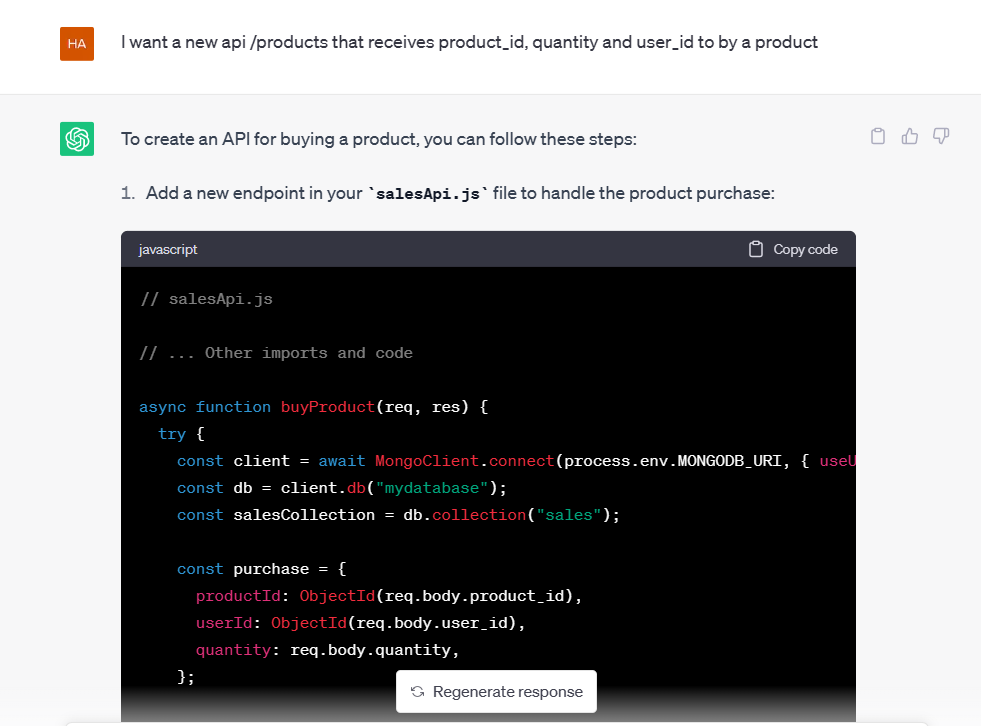 HA
I want a new api /products that receives product_id, quantity and user_id to by a product
To create an API for buying a product, you can follow these steps:
1. Add a new endpoint in your `salesApi.js` file to handle the product purchase:
javascript
Copy code
// salesApi.js
// ... Other imports and code
async function buyProduct(req, res) {
try {
const client = await MongoClient.connect(process.env.MONGODB_URI, { useU
const db = client.db("mydatabase");
const salesCollection = db.collection("sales");
const purchase = {
productId: ObjectId(req.body.product_id),
userId: ObjectId(req.body.user_id),
quantity: req.body.quantity,
};
Regenerate response